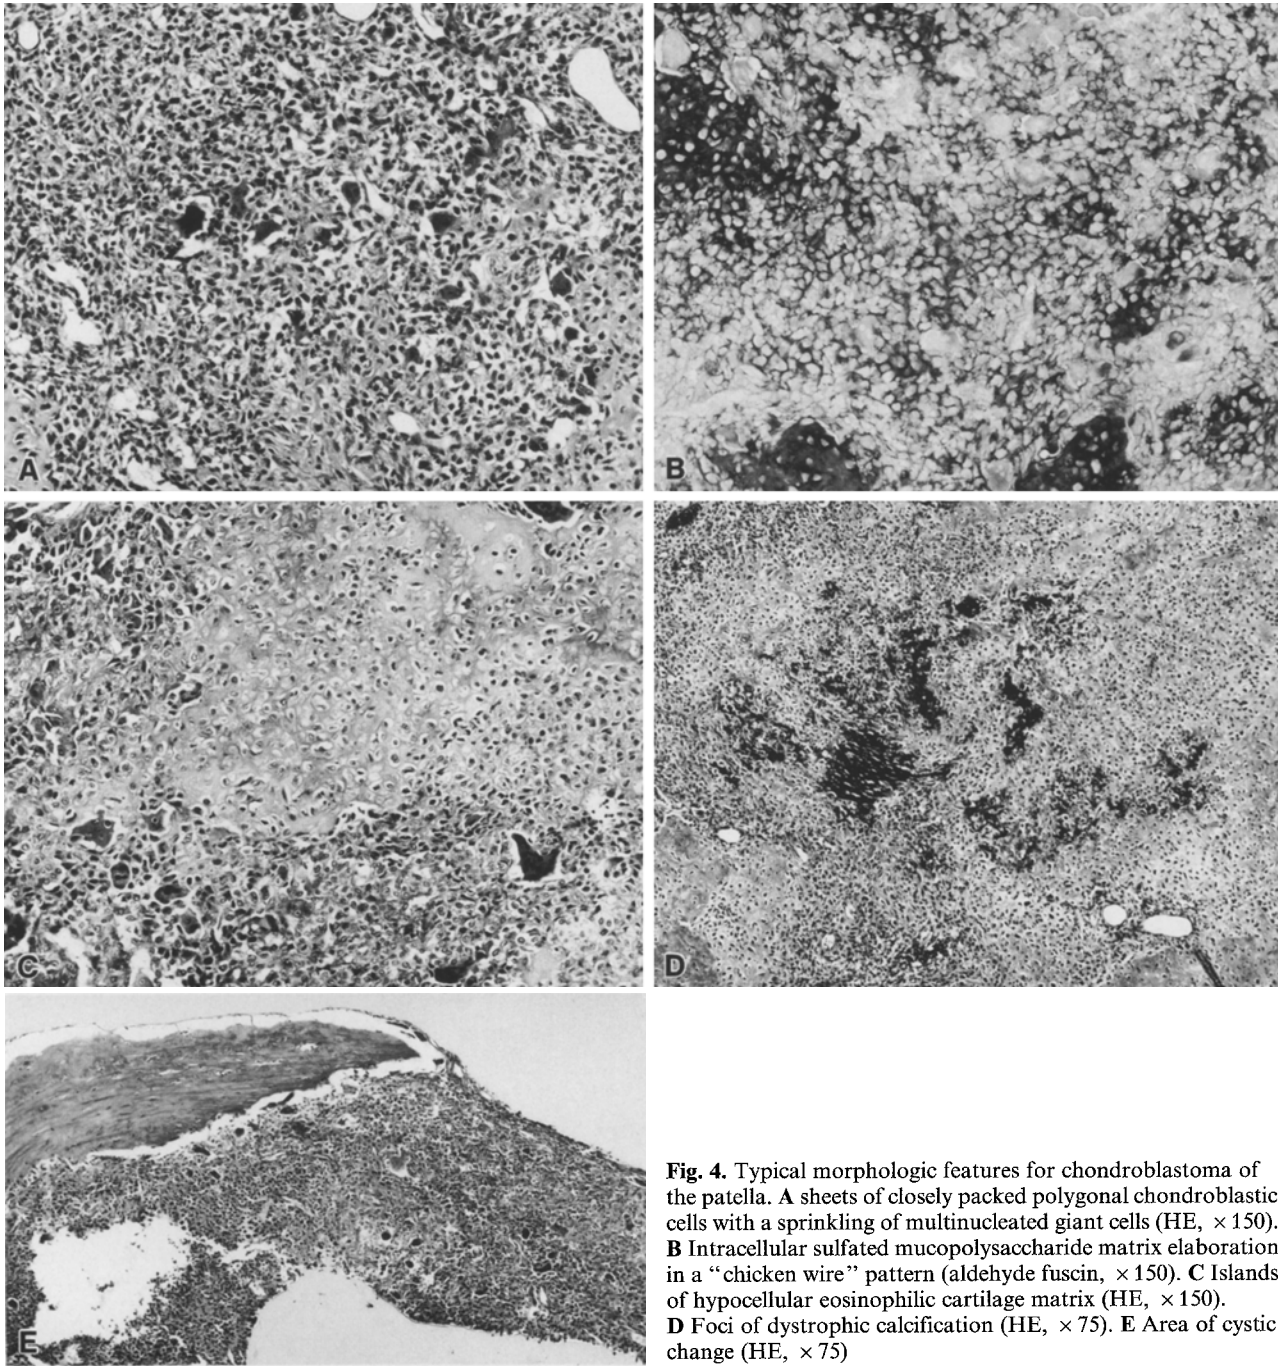 A
B
C
D
E
Fig. 4. Typical morphologic features for chondroblastoma of
the patella. A sheets of closely packed polygonal chondroblastic
cells with a sprinkling of multinucleated giant cells (HE, × 150).
B Intracellular sulfated mucopolysaccharide matrix elaboration
in a “chicken wire” pattern (aldehyde fuscin, × 150). C Islands
of hypocellular eosinophilic cartilage matrix (HE, × 150).
D Foci of dystrophic calcification (HE, × 75). E Area of cystic
change (HE, × 75)